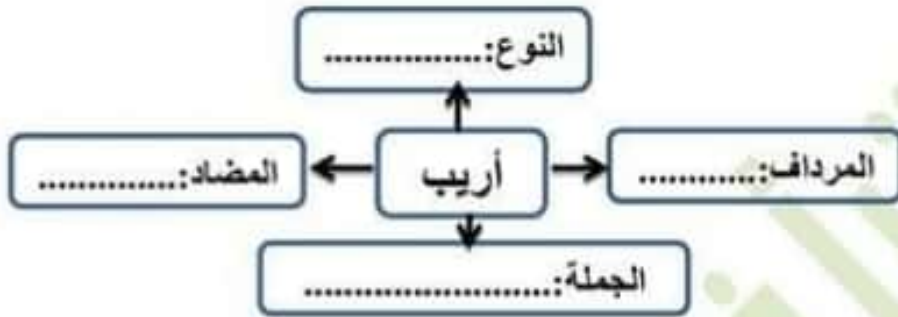 النوع:................
المرداف:............
أريب
المضاد:..............
الجملة:.........................